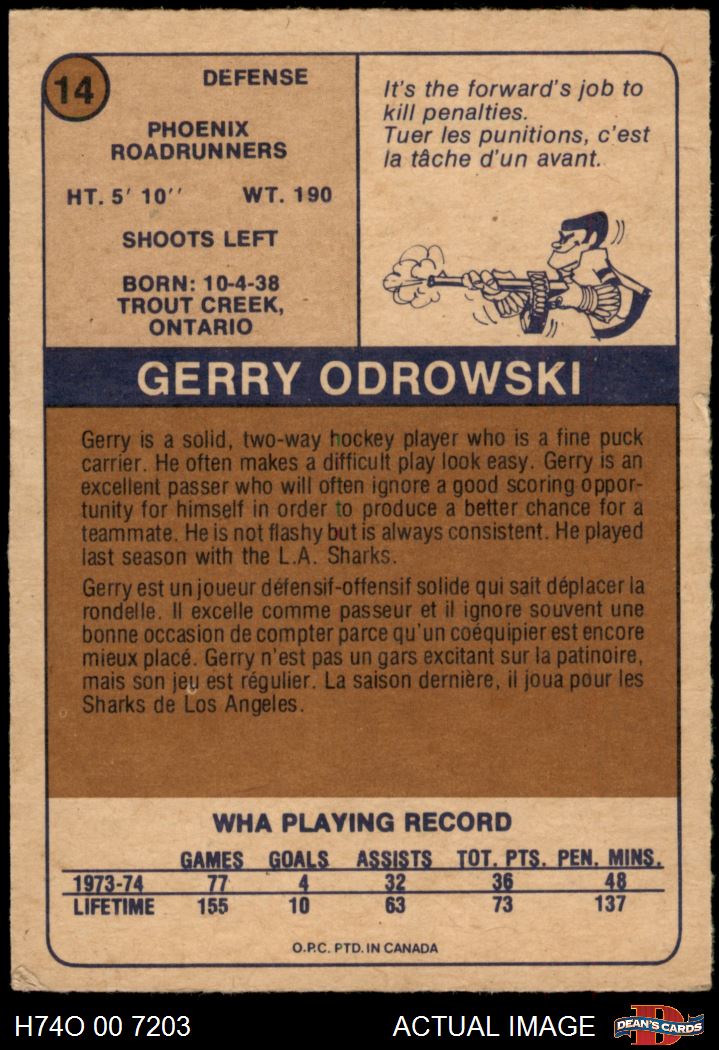 14
DEFENSE
PHOENIX
ROADRUNNERS
HT. 5' 10'' WT. 190
SHOOTS LEFT
BORN: 10-4-38
TROUT CREEK,
ONTARIO
It's the forward's job to
kill penalties.
Tuer les punitions, c'est
la tâche d'un avant.
GERRY ODROWSKI
Gerry is a solid, two-way hockey player who is a fine puck
carrier. He often makes a difficult play look easy. Gerry is an
excellent passer who will often ignore a good scoring oppor-
tunity for himself in order to produce a better chance for a
teammate. He is not flashy but is always consistent. He played
last season with the L.A. Sharks.
Gerry est un joueur défensif-offensif solide qui sait déplacer la
rondelle. Il excelle comme passeur et il ignore souvent une
bonne occasion de compter parce qu'un coéquipier est encore
mieux placé. Gerry n'est pas un gars excitant sur la patinoire,
mais son jeu est régulier. La saison dernière, il joua pour les
Sharks de Los Angeles.
WHA PLAYING RECORD
GAMES GOALS ASSISTS TOT. PTS. PEN. MINS.
1973-74 77 4 32 36 48
LIFETIME 155 10 63 73 137
O.P.C. PTD. IN CANADA
H74O 00 7203 ACTUAL IMAGE D DEAN'S CARDS